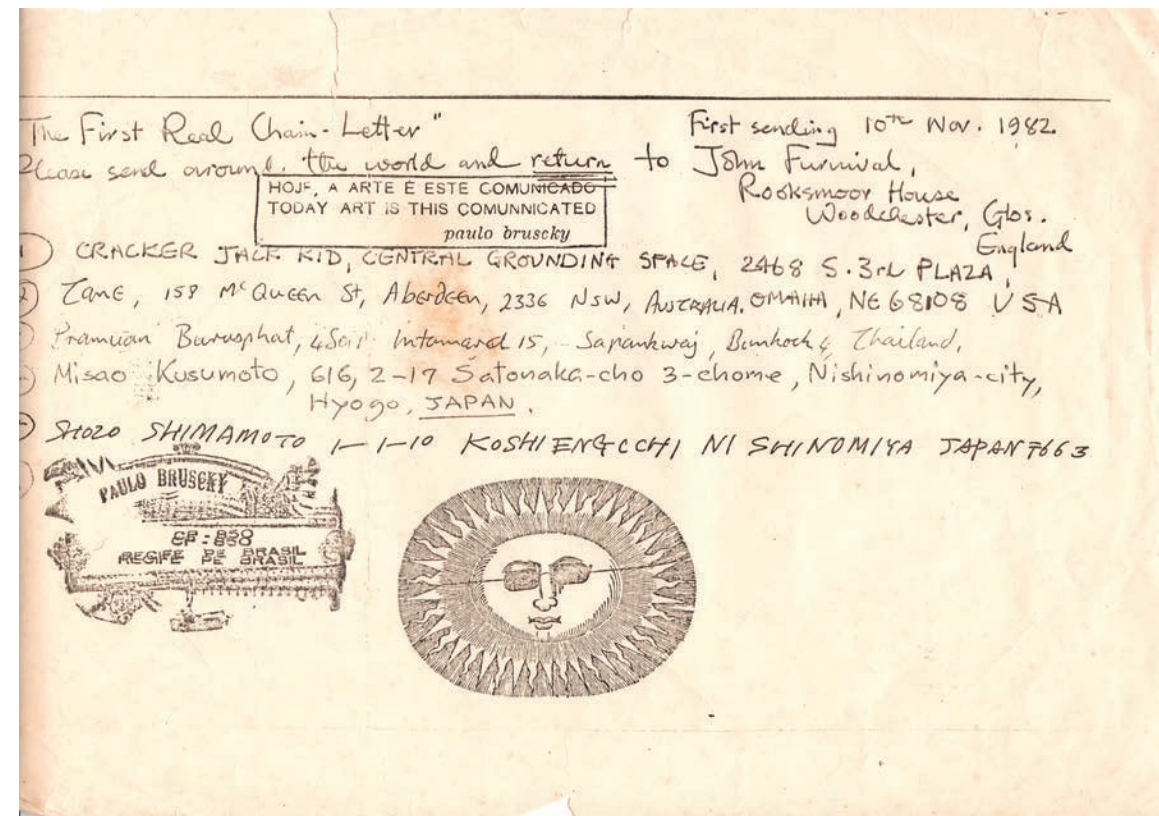 The First Real Chain-Letter"
First sending 10th Nov. 1982.
Please send around the world and return to John Furnival,
Rooksmoor House
Woodchester, Glos.
England
HOJE, A ARTE É ESTE COMUNICADO
TODAY ART IS THIS COMUNNICATED
paulo bruscky
1 CRACKER JACK KID, CENTRAL GROUNDING SPACE, 2468 S. 3rd PLAZA,
OMAHA, NE 68108 USA
2 Zane, 158 McQueen St, Aberdeen, 2336 NSW, AUSTRALIA.
Pramuan Burusphat, 4 Soi Intamara 15, Sapankwaj, Bankock 4 Thailand,
Misao Kusumoto, 616, 2-17 Satonaka-cho 3-chome, Nishinomiya-city,
Hyogo, JAPAN.
SHOZO SHIMAMOTO 1-1-10 KOSHIENGCCHI NISHINOMIYA JAPAN 663
PAULO BRUSCKY
CP: 850
RECIFE PE BRASIL